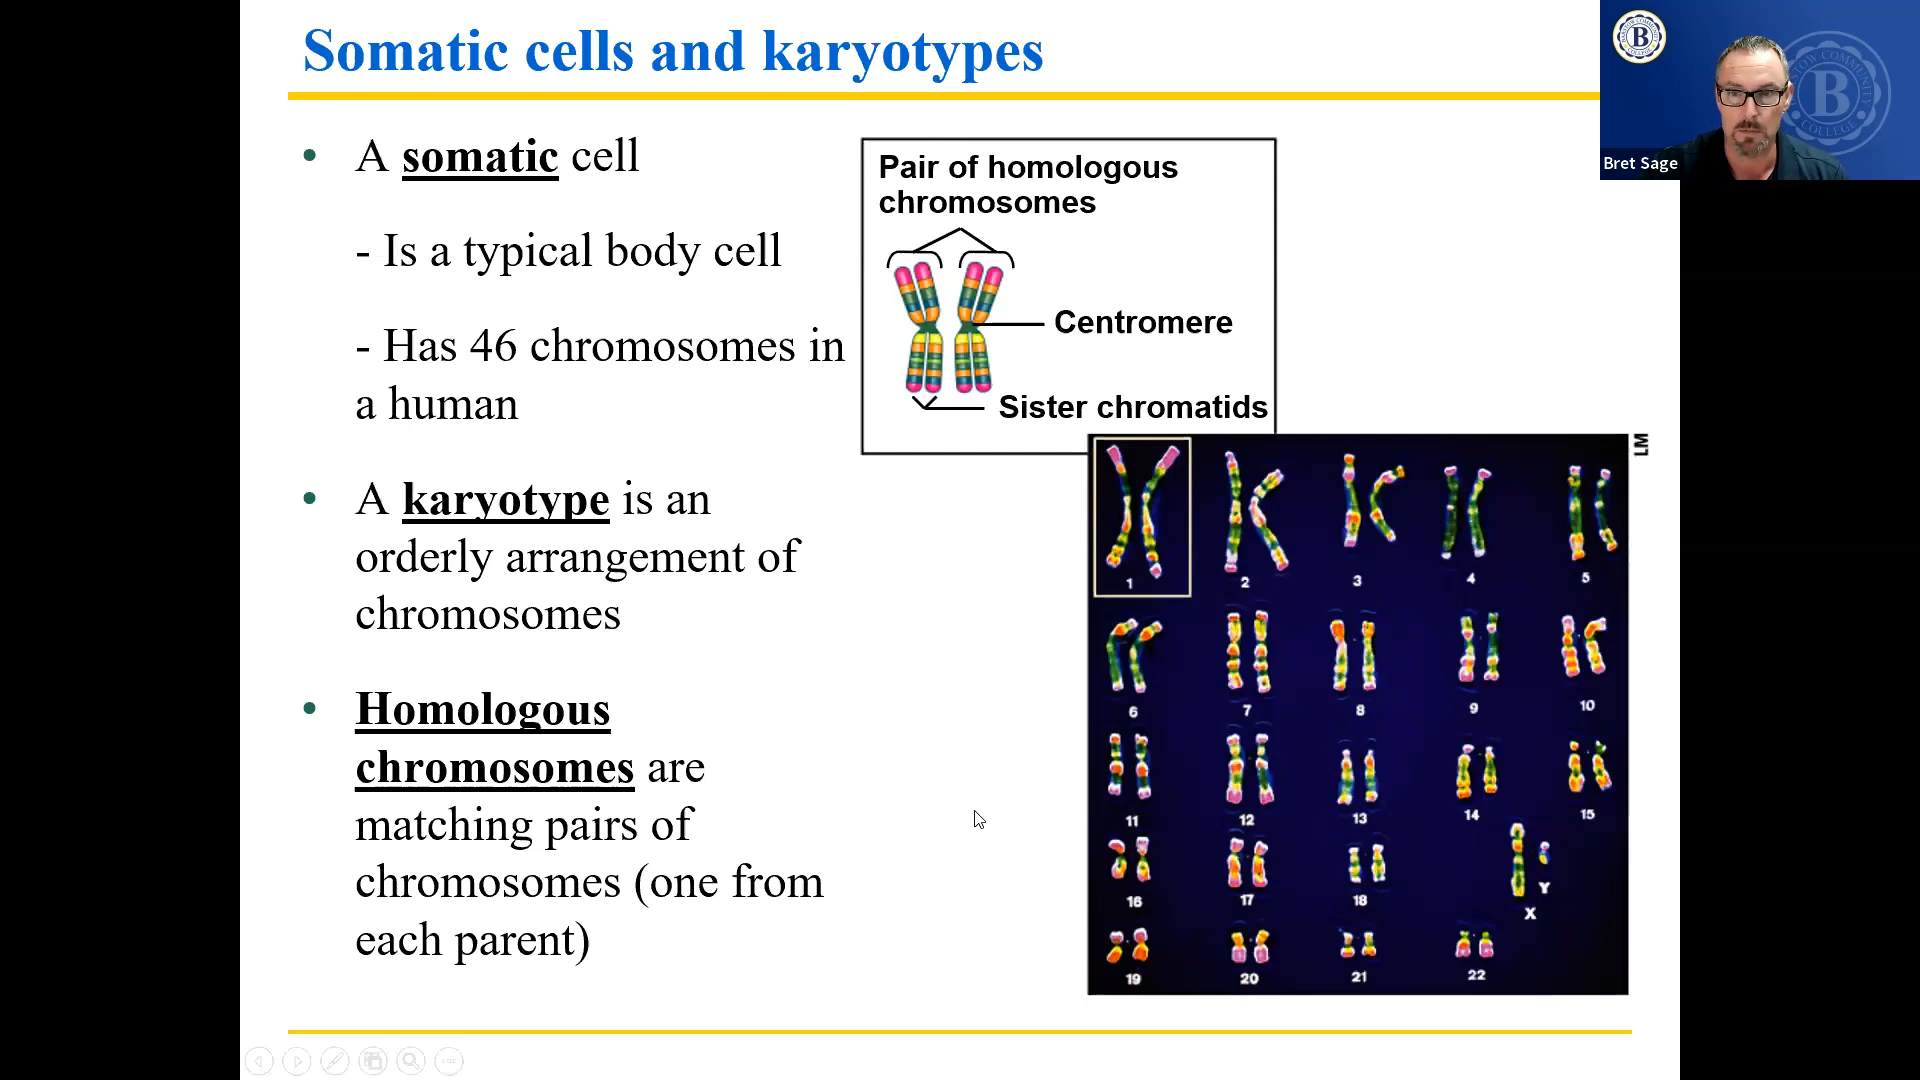 Somatic cells and karyotypes
• A somatic cell
- Is a typical body cell
- Has 46 chromosomes in
a human
• A karyotype is an
orderly arrangement of
chromosomes
• Homologous
chromosomes are
matching pairs of
chromosomes (one from
each parent)
Pair of homologous
chromosomes
Centromere
Sister chromatids
LM
1 2 3 4 5
6 7 8 9 10
11 12 13 14 15
16 17 18 X Y
19 20 21 22
B
B
COLLEGE
Bret Sage